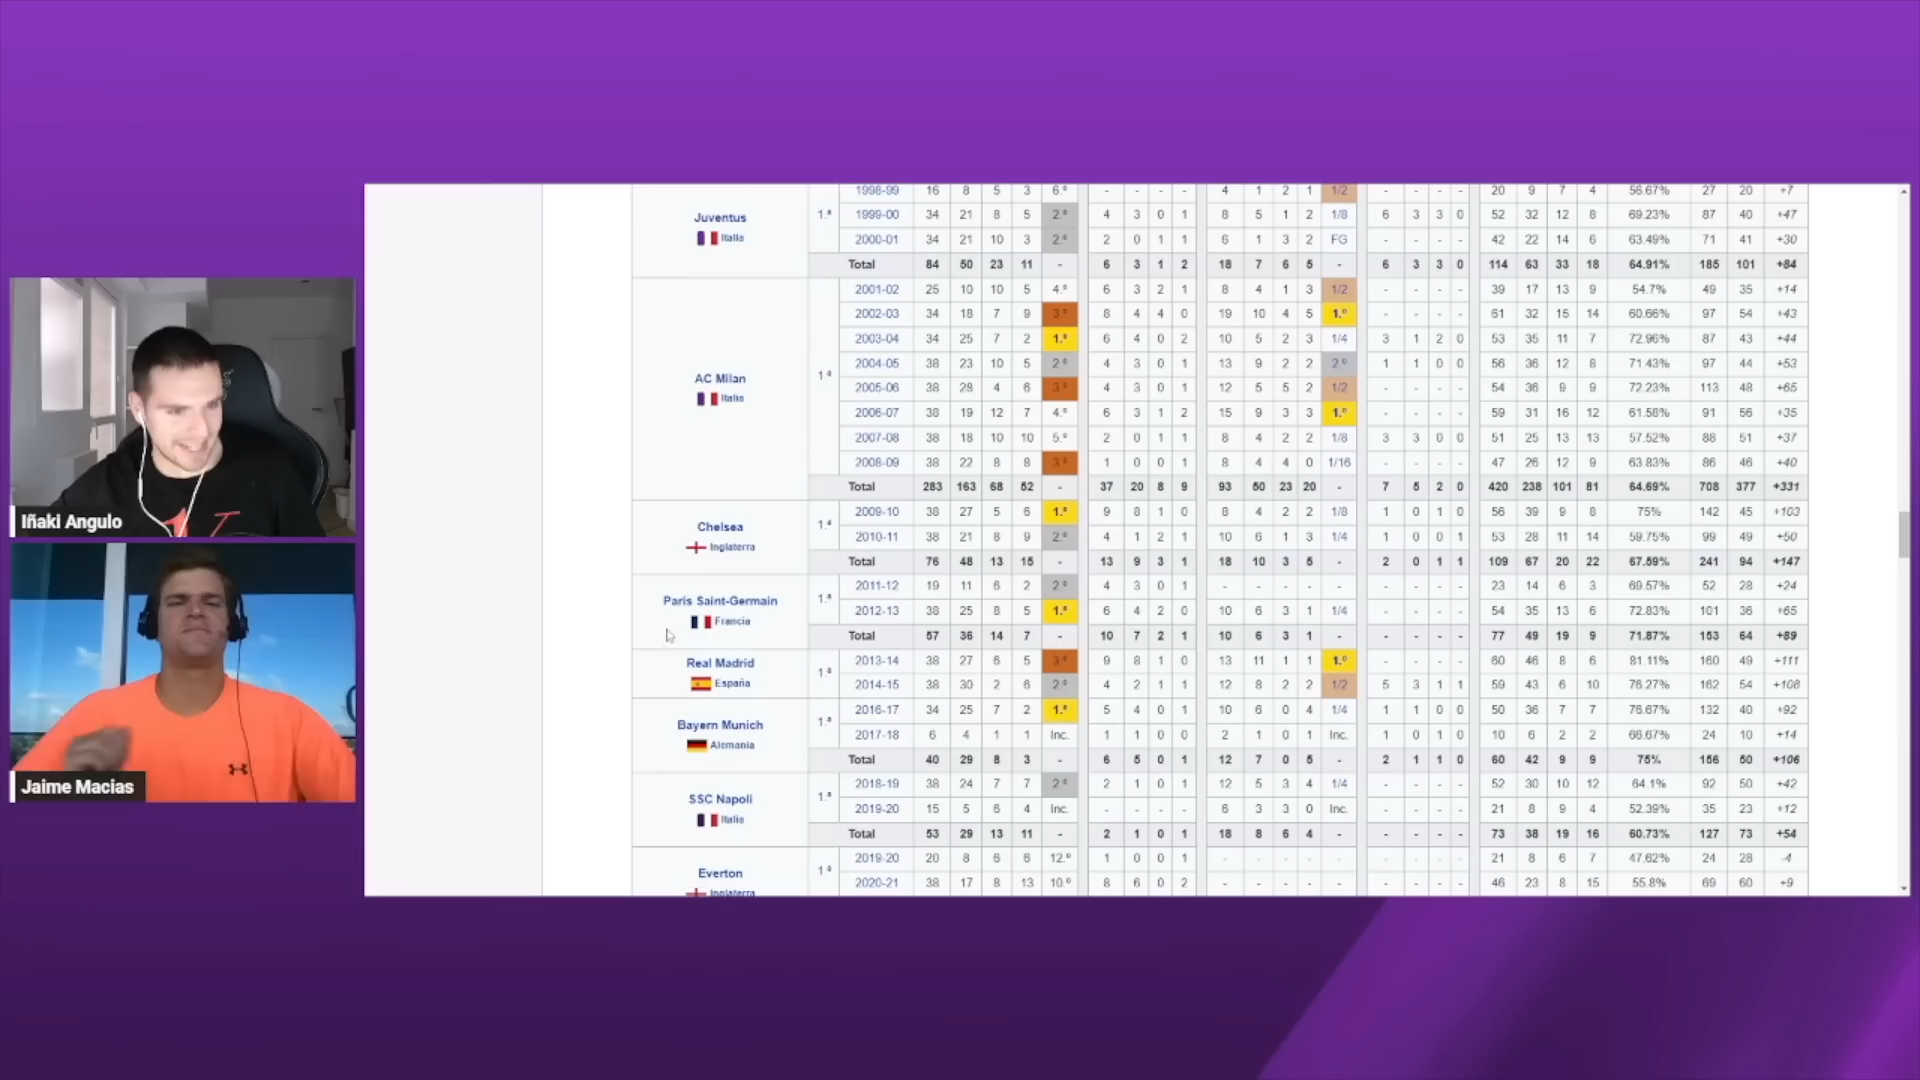 1998-99 16 8 5 3 6.º - - - - 4 1 2 1 1/2 - - - - 20 9 7 4 56.67% 27 20 +7
Juventus 1.ª 1999-00 34 21 8 5 2.º 4 3 0 1 8 5 1 2 1/8 6 3 3 0 52 32 12 8 69.23% 87 40 +47
Italia 2000-01 34 21 10 3 2.º 2 0 1 1 6 1 3 2 FG - - - - 42 22 14 6 63.49% 71 41 +30
Total 84 50 23 11 - 6 3 1 2 18 7 6 5 - 6 3 3 0 114 63 33 18 64.91% 185 101 +84
2001-02 25 10 10 5 4.º 6 3 2 1 8 4 1 3 1/2 - - - - 39 17 13 9 54.7% 49 35 +14
2002-03 34 18 7 9 3.º 8 4 4 0 19 10 4 5 1.º - - - - 61 32 15 14 60.66% 97 54 +43
2003-04 34 25 7 2 1.º 6 4 0 2 10 5 2 3 1/4 3 1 2 0 53 35 11 7 72.96% 87 43 +44
2004-05 38 23 10 5 2.º 4 3 0 1 13 9 2 2 2.º 1 1 0 0 56 36 12 8 71.43% 97 44 +53
AC Milan 1.ª 2005-06 38 28 4 6 3.º 4 3 0 1 12 5 5 2 1/2 - - - - 54 36 9 9 72.23% 113 48 +65
Italia 2006-07 38 19 12 7 4.º 6 3 1 2 15 9 3 3 1.º - - - - 59 31 16 12 61.58% 91 56 +35
2007-08 38 18 10 10 5.º 2 0 1 1 8 4 2 2 1/8 3 3 0 0 51 25 13 13 57.52% 88 51 +37
2008-09 38 22 8 8 3.º 1 0 0 1 8 4 4 0 1/16 - - - - 47 26 12 9 63.83% 86 46 +40
Total 283 163 68 52 - 37 20 8 9 93 50 23 20 - 7 5 2 0 420 238 101 81 64.69% 708 377 +331
Chelsea 1.ª 2009-10 38 27 5 6 1.º 9 8 1 0 8 4 2 2 1/8 1 0 1 0 56 39 9 8 75% 142 45 +103
Inglaterra 2010-11 38 21 8 9 2.º 4 1 2 1 10 6 1 3 1/4 1 0 0 1 53 28 11 14 59.75% 99 49 +50
Total 76 48 13 15 - 13 9 3 1 18 10 3 5 - 2 0 1 1 109 67 20 22 67.59% 241 94 +147
Paris Saint-Germain 1.ª 2011-12 19 11 6 2 2.º 4 3 0 1 - - - - - - - - - 23 14 6 3 69.57% 52 28 +24
Francia 2012-13 38 25 8 5 1.º 6 4 2 0 10 6 3 1 1/4 - - - - 54 35 13 6 72.83% 101 36 +65
Total 57 36 14 7 - 10 7 2 1 10 6 3 1 - - - - - 77 49 19 9 71.87% 153 64 +89
Real Madrid 1.ª 2013-14 38 27 6 5 3.º 9 8 1 0 13 11 1 1 1.º - - - - 60 46 8 6 81.11% 160 49 +111
España 2014-15 38 30 2 6 2.º 4 2 1 1 12 8 2 2 1/2 5 3 1 1 59 43 6 10 76.27% 162 54 +108
Bayern Munich 1.ª 2016-17 34 25 7 2 1.º 5 4 0 1 10 6 0 4 1/4 1 1 0 0 50 36 7 7 76.67% 132 40 +92
Alemania 2017-18 6 4 1 1 Inc. 1 1 0 0 2 1 0 1 Inc. 1 0 1 0 10 6 2 2 66.67% 24 10 +14
Total 40 29 8 3 - 6 5 0 1 12 7 0 5 - 2 1 1 0 60 42 9 9 75% 156 50 +106
SSC Napoli 1.ª 2018-19 38 24 7 7 2.º 2 1 0 1 12 5 3 4 1/4 - - - - 52 30 10 12 64.1% 92 50 +42
Italia 2019-20 15 5 6 4 Inc. - - - - 6 3 3 0 Inc. - - - - 21 8 9 4 52.39% 35 23 +12
Total 53 29 13 11 - 2 1 0 1 18 8 6 4 - - - - - 73 38 19 16 60.73% 127 73 +54
Everton 1.ª 2019-20 20 8 6 6 12.º 1 0 0 1 - - - - - - - - - 21 8 6 7 47.62% 24 28 -4
Inglaterra 2020-21 38 17 8 13 10.º 8 6 0 2 - - - - - - - - - 46 23 8 15 55.8% 69 60 +9
Iñaki Angulo
Jaime Macias